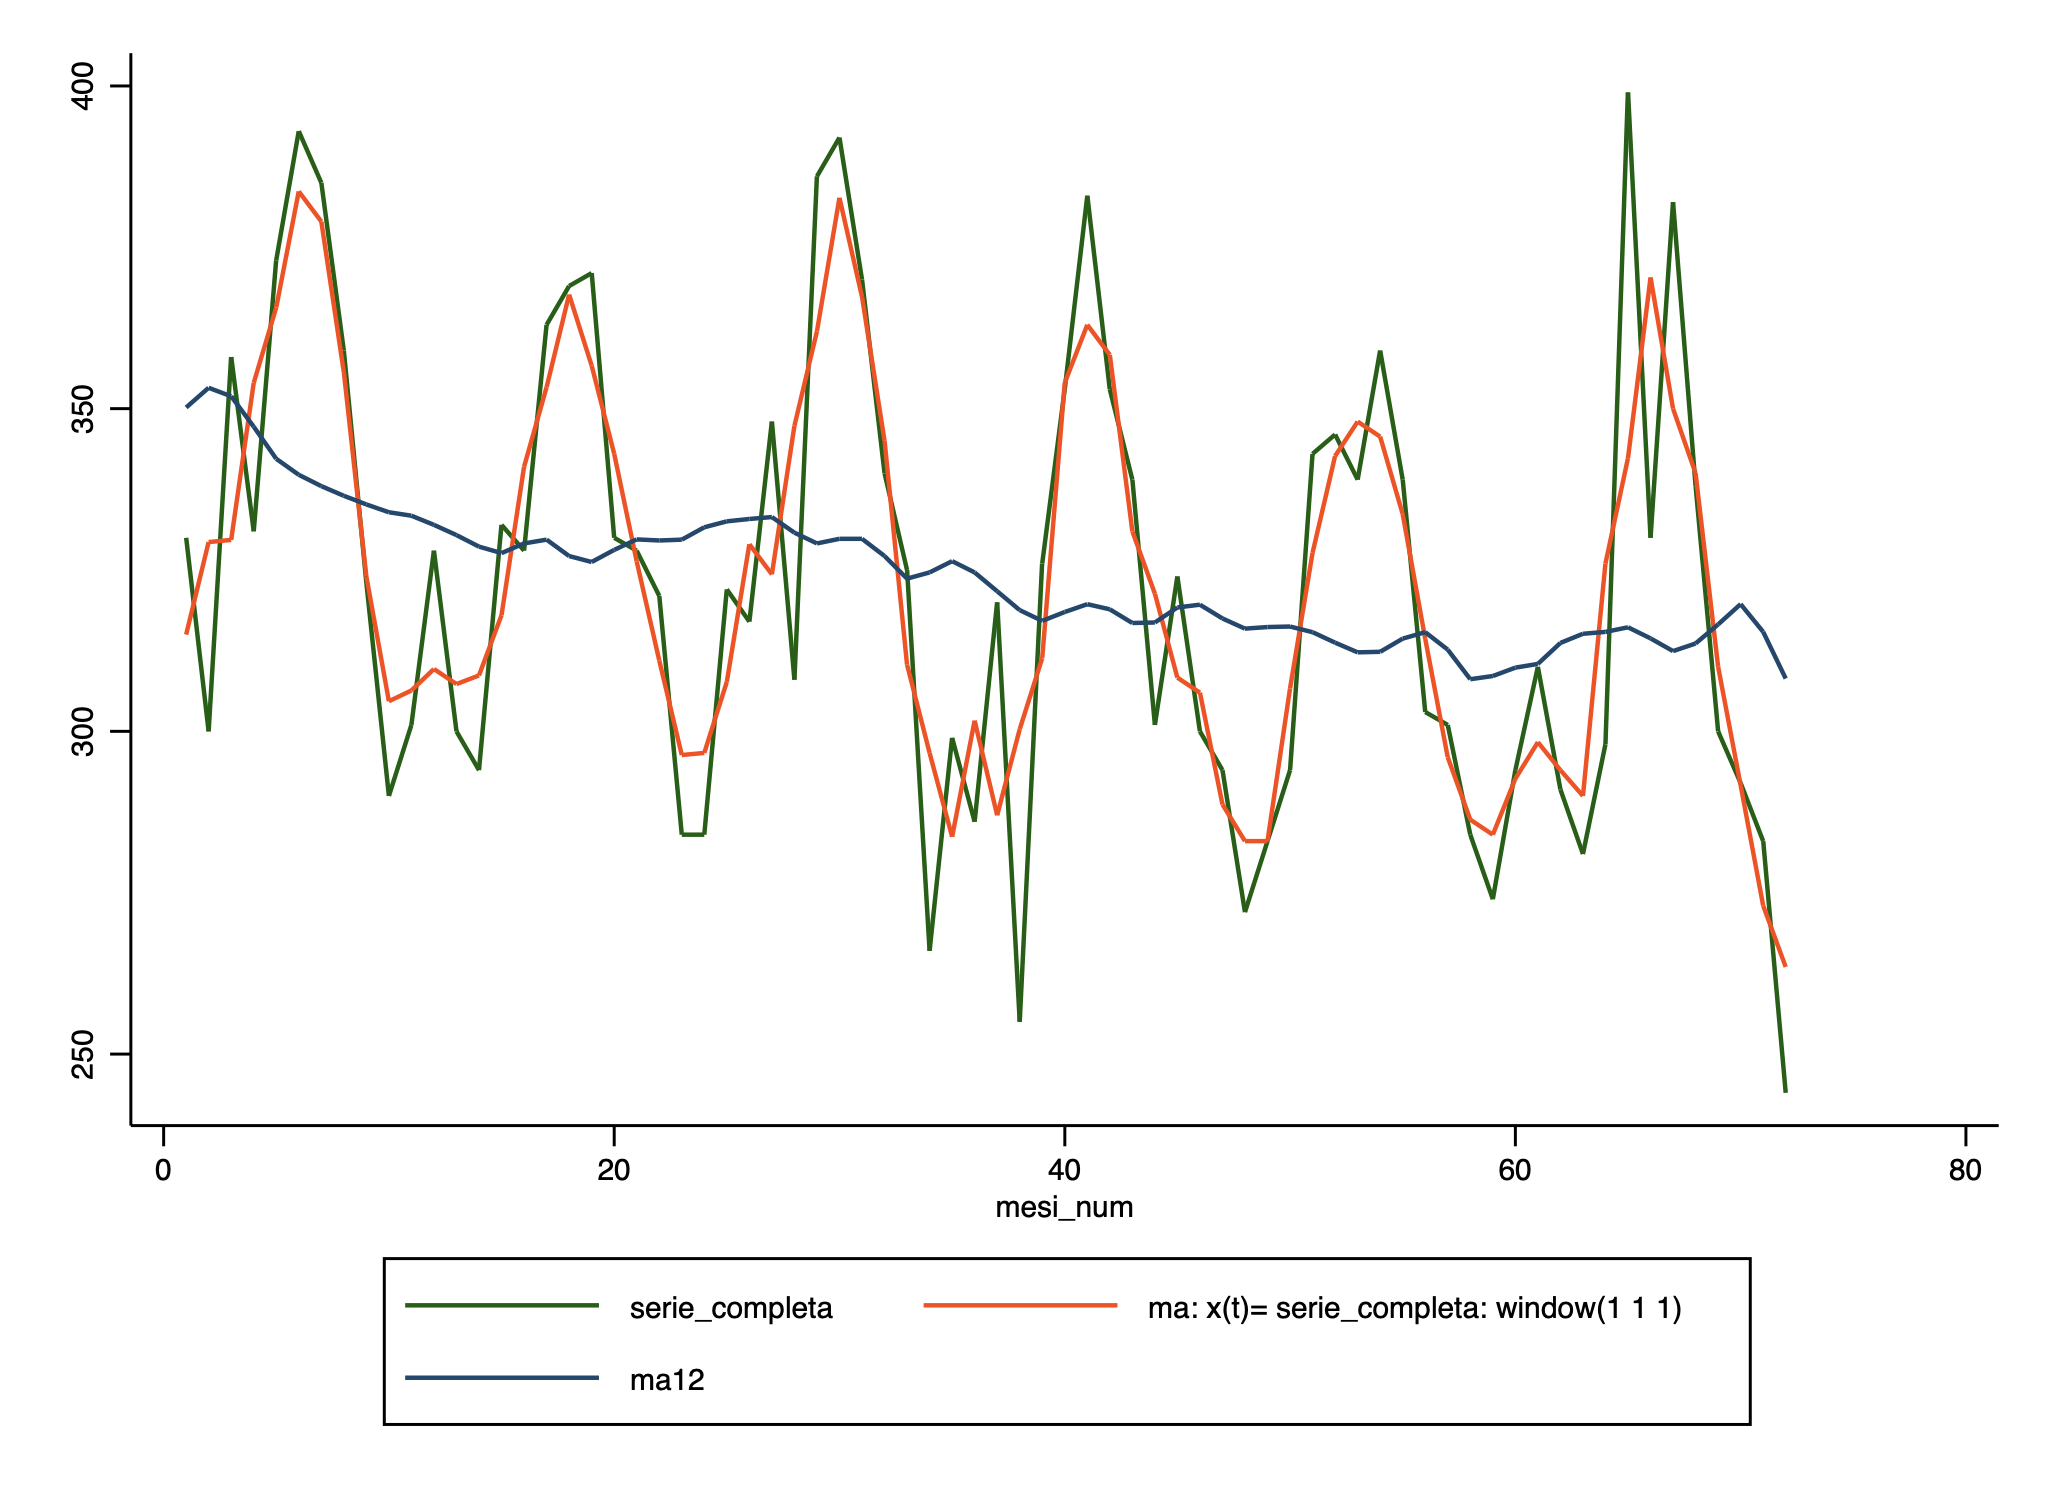 400
350
300
250
0 20 40 60 80
mesi_num
serie_completa ma: x(t)= serie_completa: window(1 1 1)
ma12